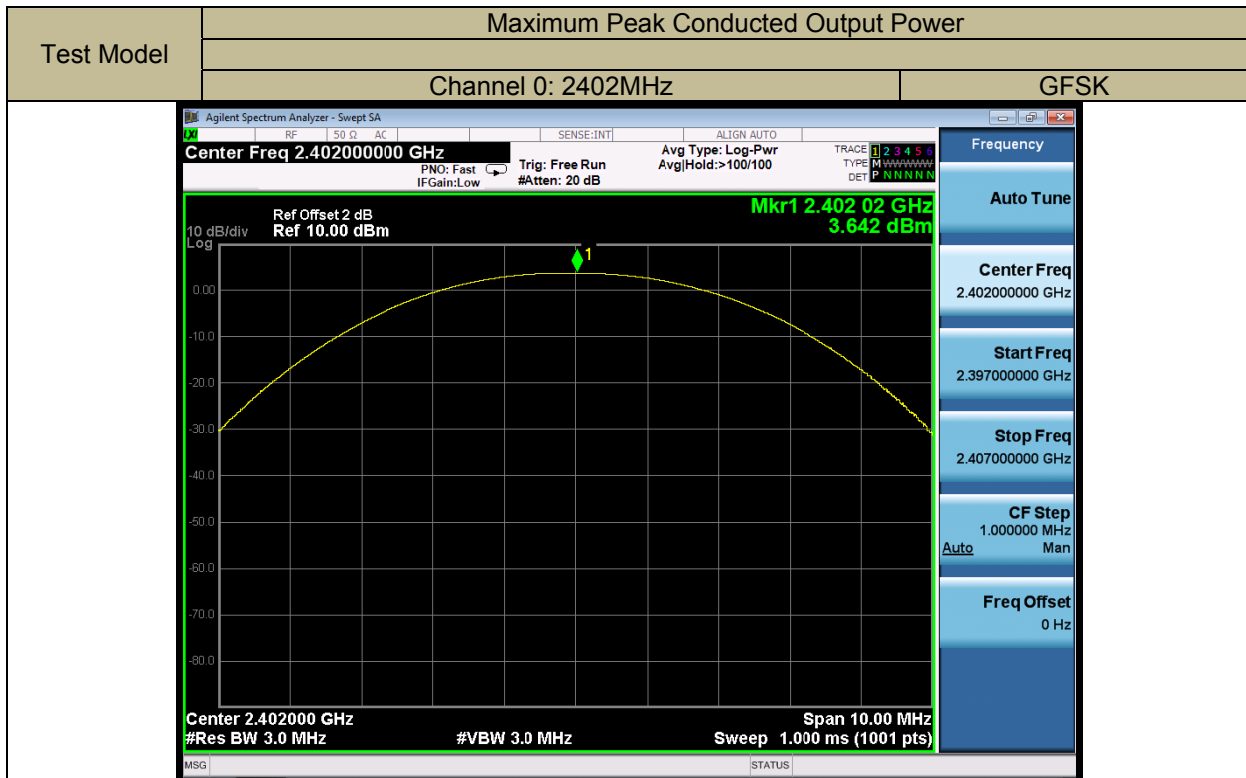 Test Model
Maximum Peak Conducted Output Power
Channel 0: 2402MHz GFSK
Agilent Spectrum Analyzer - Swept SA
LXI RF 50 Ω AC SENSE:INT ALIGN AUTO
Center Freq 2.402000000 GHz
PNO: Fast
IFGain:Low
Trig: Free Run
#Atten: 20 dB
Avg Type: Log-Pwr
Avg|Hold:>100/100
TRACE 1 2 3 4 5 6
TYPE M W W W W W
DET P N N N N N
Mkr1 2.402 02 GHz
3.642 dBm
Ref Offset 2 dB
10 dB/div Ref 10.00 dBm
Log
1
0.00
-10.0
-20.0
-30.0
-40.0
-50.0
-60.0
-70.0
-80.0
Center 2.402000 GHz Span 10.00 MHz
#Res BW 3.0 MHz #VBW 3.0 MHz Sweep 1.000 ms (1001 pts)
MSG STATUS
Frequency
Auto Tune
Center Freq
2.402000000 GHz
Start Freq
2.397000000 GHz
Stop Freq
2.407000000 GHz
CF Step
1.000000 MHz
Auto Man
Freq Offset
0 Hz